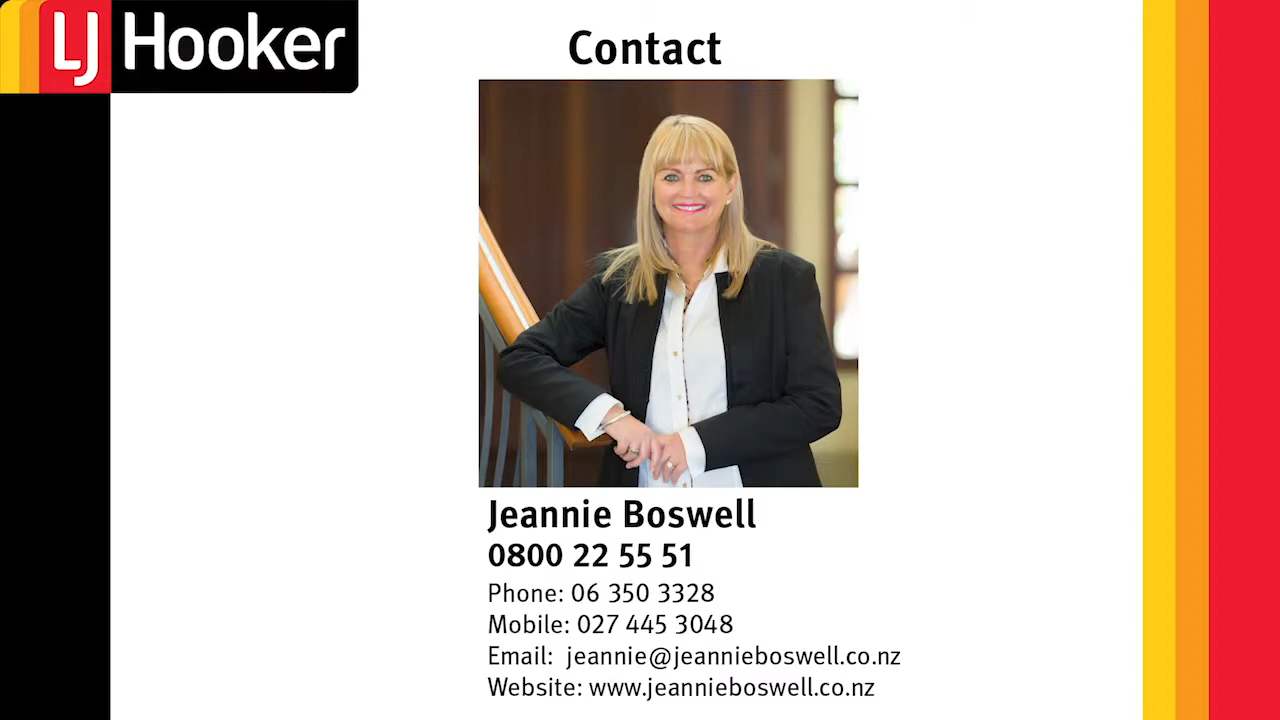 LJ Hooker
Contact
Jeannie Boswell
0800 22 55 51
Phone: 06 350 3328
Mobile: 027 445 3048
Email: jeannie@jeannieboswell.co.nz
Website: www.jeannieboswell.co.nz